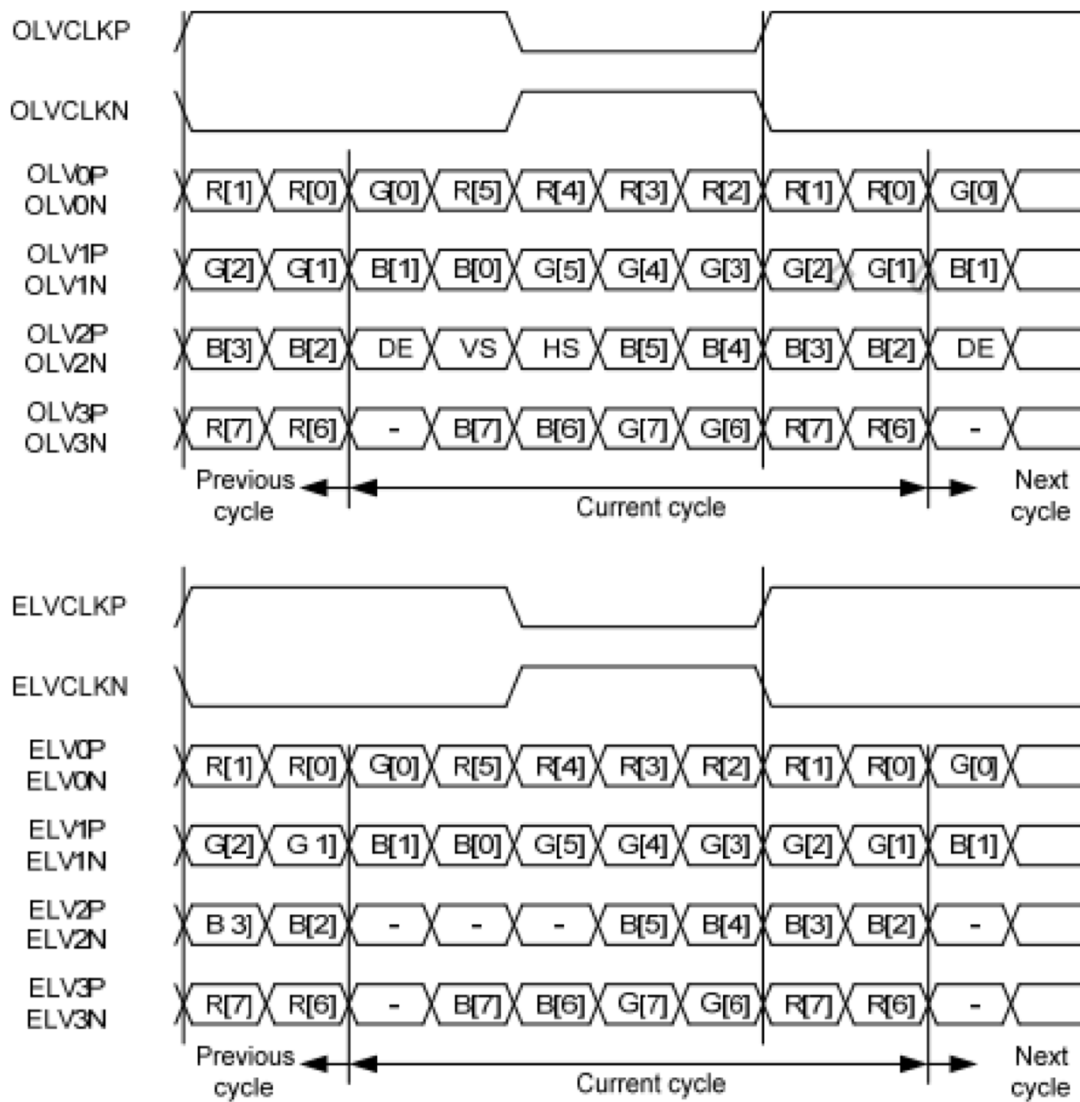 OLVCLKP
OLVCLKN
OLV0P
OLV0N
R[1] R[0] G[0] R[5] R[4] R[3] R[2] R[1] R[0] G[0]
OLV1P
OLV1N
G[2] G[1] B[1] B[0] G[5] G[4] G[3] G[2] G[1] B[1]
OLV2P
OLV2N
B[3] B[2] DE VS HS B[5] B[4] B[3] B[2] DE
OLV3P
OLV3N
R[7] R[6] - B[7] B[6] G[7] G[6] R[7] R[6] -
Previous
cycle
Current cycle
Next
cycle
ELVCLKP
ELVCLKN
ELV0P
ELV0N
R[1] R[0] G[0] R[5] R[4] R[3] R[2] R[1] R[0] G[0]
ELV1P
ELV1N
G[2] G 1] B[1] B[0] G[5] G[4] G[3] G[2] G[1] B[1]
ELV2P
ELV2N
B 3] B[2] - - - B[5] B[4] B[3] B[2] -
ELV3P
ELV3N
R[7] R[6] - B[7] B[6] G[7] G[6] R[7] R[6] -
Previous
cycle
Current cycle
Next
cycle